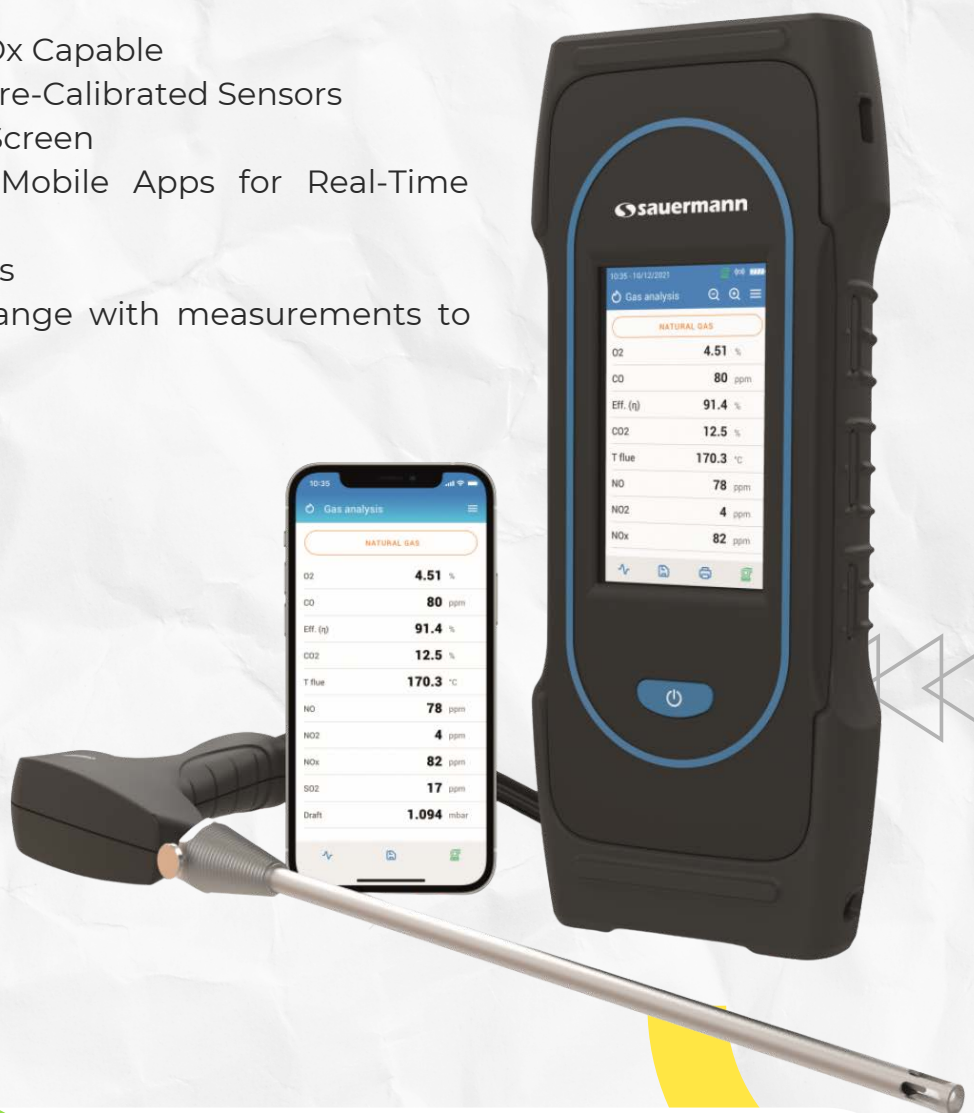 Ox Capable
re-Calibrated Sensors
Screen
Mobile Apps for Real-Time
s
ange with measurements to
sauermann
10:35 - 10/12/2021
Gas analysis
NATURAL GAS
O2 4.51 %
CO 80 ppm
Eff. (η) 91.4 %
CO2 12.5 %
T flue 170.3 °C
NO 78 ppm
NO2 4 ppm
NOx 82 ppm
10:35
Gas analysis
NATURAL GAS
O2 4.51 %
CO 80 ppm
Eff. (η) 91.4 %
CO2 12.5 %
T flue 170.3 °C
NO 78 ppm
NO2 4 ppm
NOx 82 ppm
SO2 17 ppm
Draft 1.094 mbar